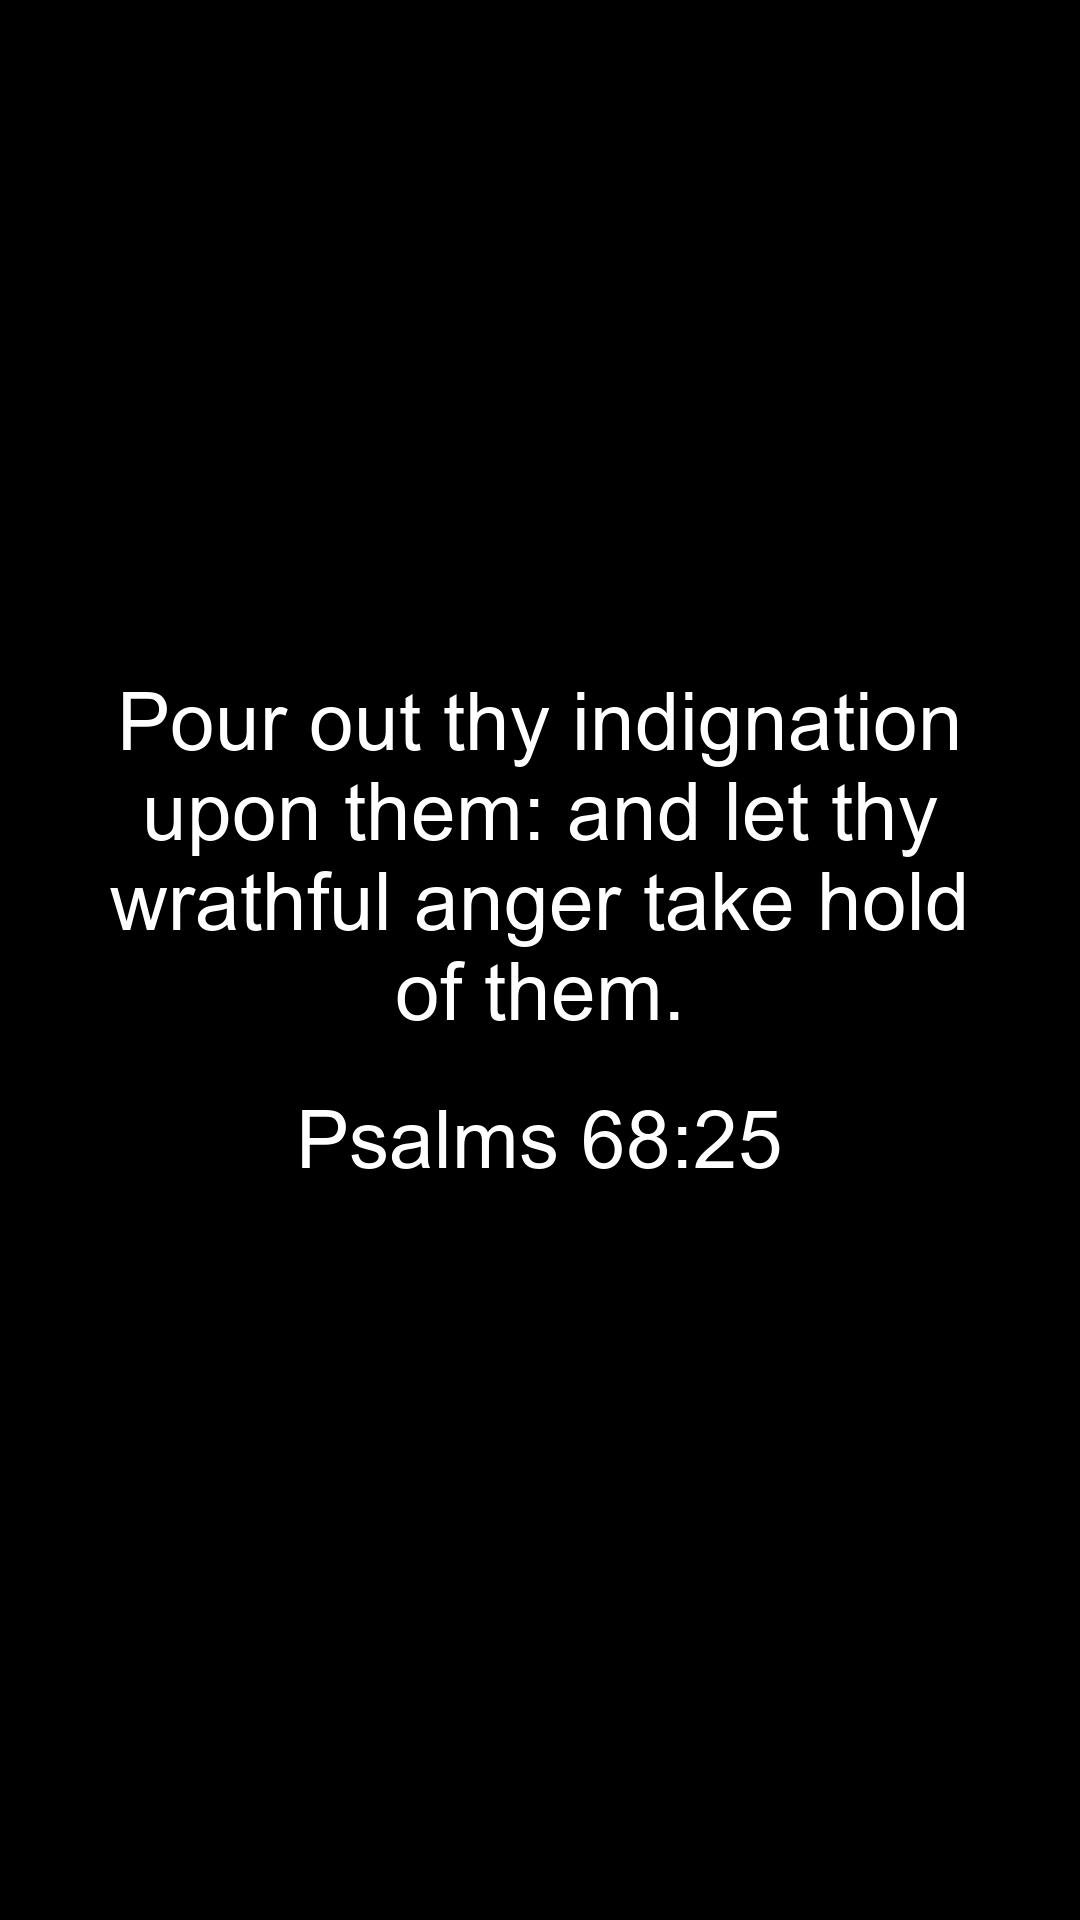 Pour out thy indignation
upon them: and let thy
wrathful anger take hold
of them.
Psalms 68:25